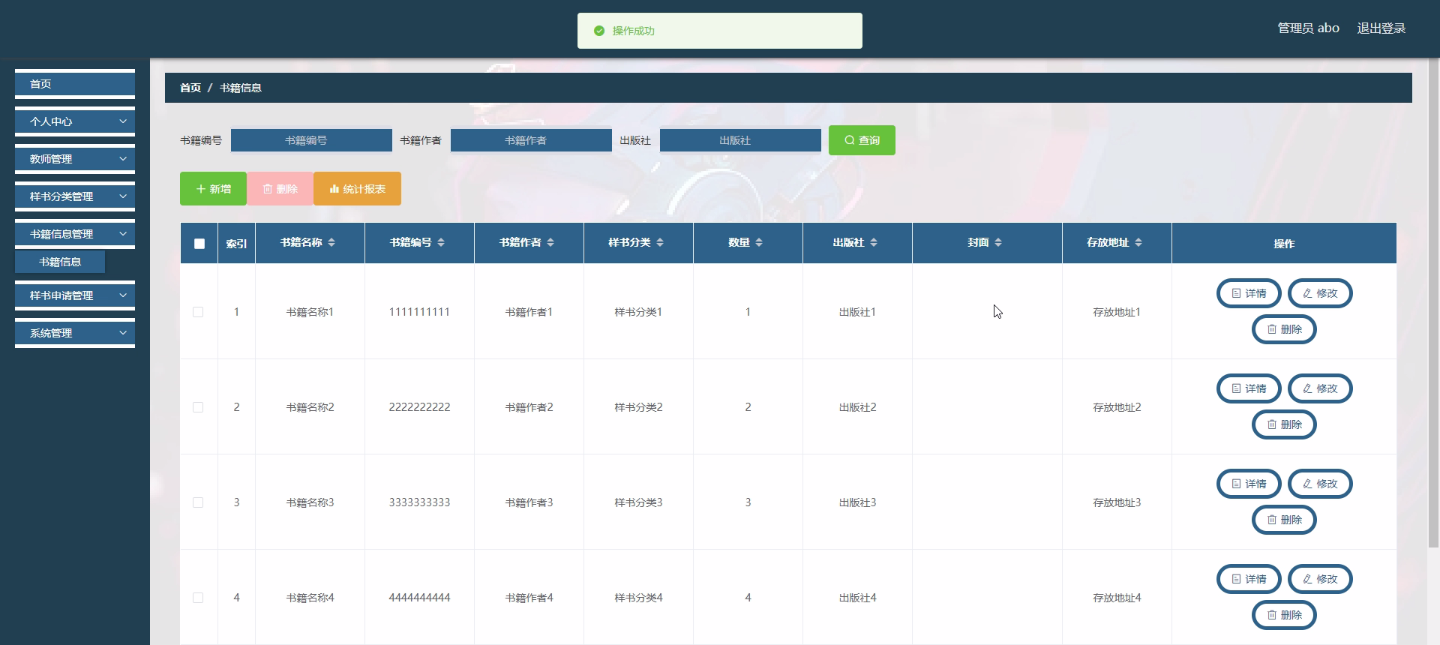 操作成功
管理员 abo 退出登录
首页
个人中心
教师管理
样书分类管理
书籍信息管理
书籍信息
样书申请管理
系统管理
首页 / 书籍信息
书籍编号 书籍编号 书籍作者 书籍作者 出版社 出版社 查询
新增 删除 统计报表
索引 书籍名称 书籍编号 书籍作者 样书分类 数量 出版社 封面 存放地址 操作
1 书籍名称1 1111111111 书籍作者1 样书分类1 1 出版社1 存放地址1 详情 修改
删除
2 书籍名称2 2222222222 书籍作者2 样书分类2 2 出版社2 存放地址2 详情 修改
删除
3 书籍名称3 3333333333 书籍作者3 样书分类3 3 出版社3 存放地址3 详情 修改
删除
4 书籍名称4 4444444444 书籍作者4 样书分类4 4 出版社4 存放地址4 详情 修改
删除